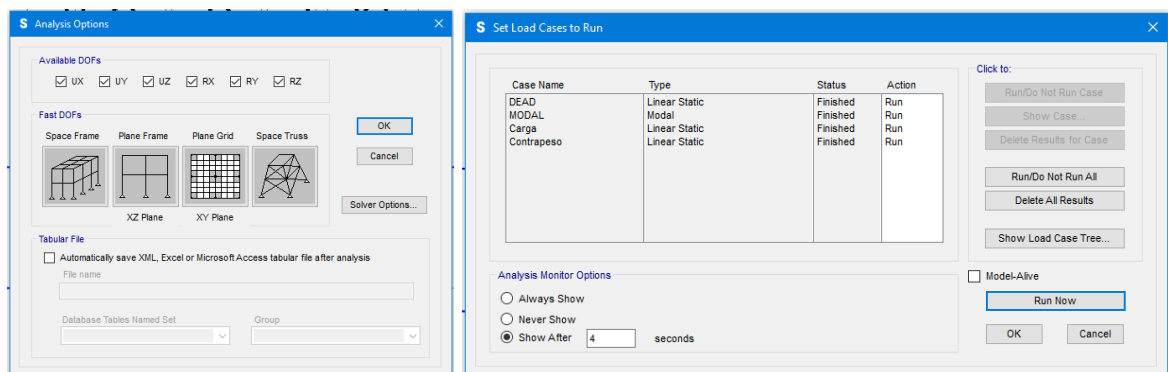 S Analysis Options
Available DOFs
UX UY UZ RX RY RZ
Fast DOFs
Space Frame Plane Frame Plane Grid Space Truss
XZ Plane XY Plane
OK
Cancel
Solver Options...
Tabular File
Automatically save XML, Excel or Microsoft Access tabular file after analysis
File name
Database Tables Named Set Group
S Set Load Cases to Run
Case Name Type Status Action
DEAD Linear Static Finished Run
MODAL Modal Finished Run
Carga Linear Static Finished Run
Contrapeso Linear Static Finished Run
Click to:
Run/Do Not Run Case
Show Case...
Delete Results for Case
Run/Do Not Run All
Delete All Results
Show Load Case Tree...
Analysis Monitor Options
Always Show
Never Show
Show After 4 seconds
Model-Alive
Run Now
OK Cancel